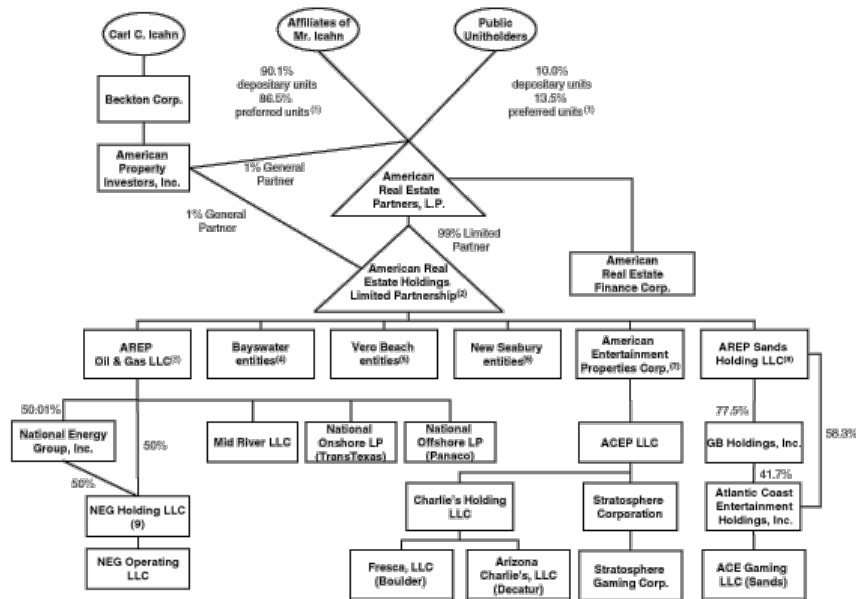 Carl C. Icahn
Affiliates of
Mr. Icahn
Public
Unitholders
90.1%
depositary units
86.5%
preferred units(1)
10.0%
depositary units
13.5%
preferred units(1)
Beckton Corp.
American
Property
Investors, Inc.
1% General
Partner
American
Real Estate
Partners, L.P.
1% General
Partner
99% Limited
Partner
American Real
Estate Holdings
Limited Partnership(2)
American
Real Estate
Finance Corp.
AREP
Oil & Gas LLC(3)
Bayswater
entities(4)
Vero Beach
entities(5)
New Seabury
entities(6)
American
Entertainment
Properties Corp.(7)
AREP Sands
Holding LLC(8)
50.01%
National Energy
Group, Inc.
50%
Mid River LLC
National
Onshore LP
(TransTexas)
National
Offshore LP
(Panaco)
ACEP LLC
77.5%
GB Holdings, Inc.
58.3%
50%
41.7%
NEG Holding LLC
(9)
Charlie's Holding
LLC
Stratosphere
Corporation
Atlantic Coast
Entertainment
Holdings, Inc.
NEG Operating
LLC
Fresca, LLC
(Boulder)
Arizona
Charlie's, LLC
(Decatur)
Stratosphere
Gaming Corp.
ACE Gaming
LLC (Sands)